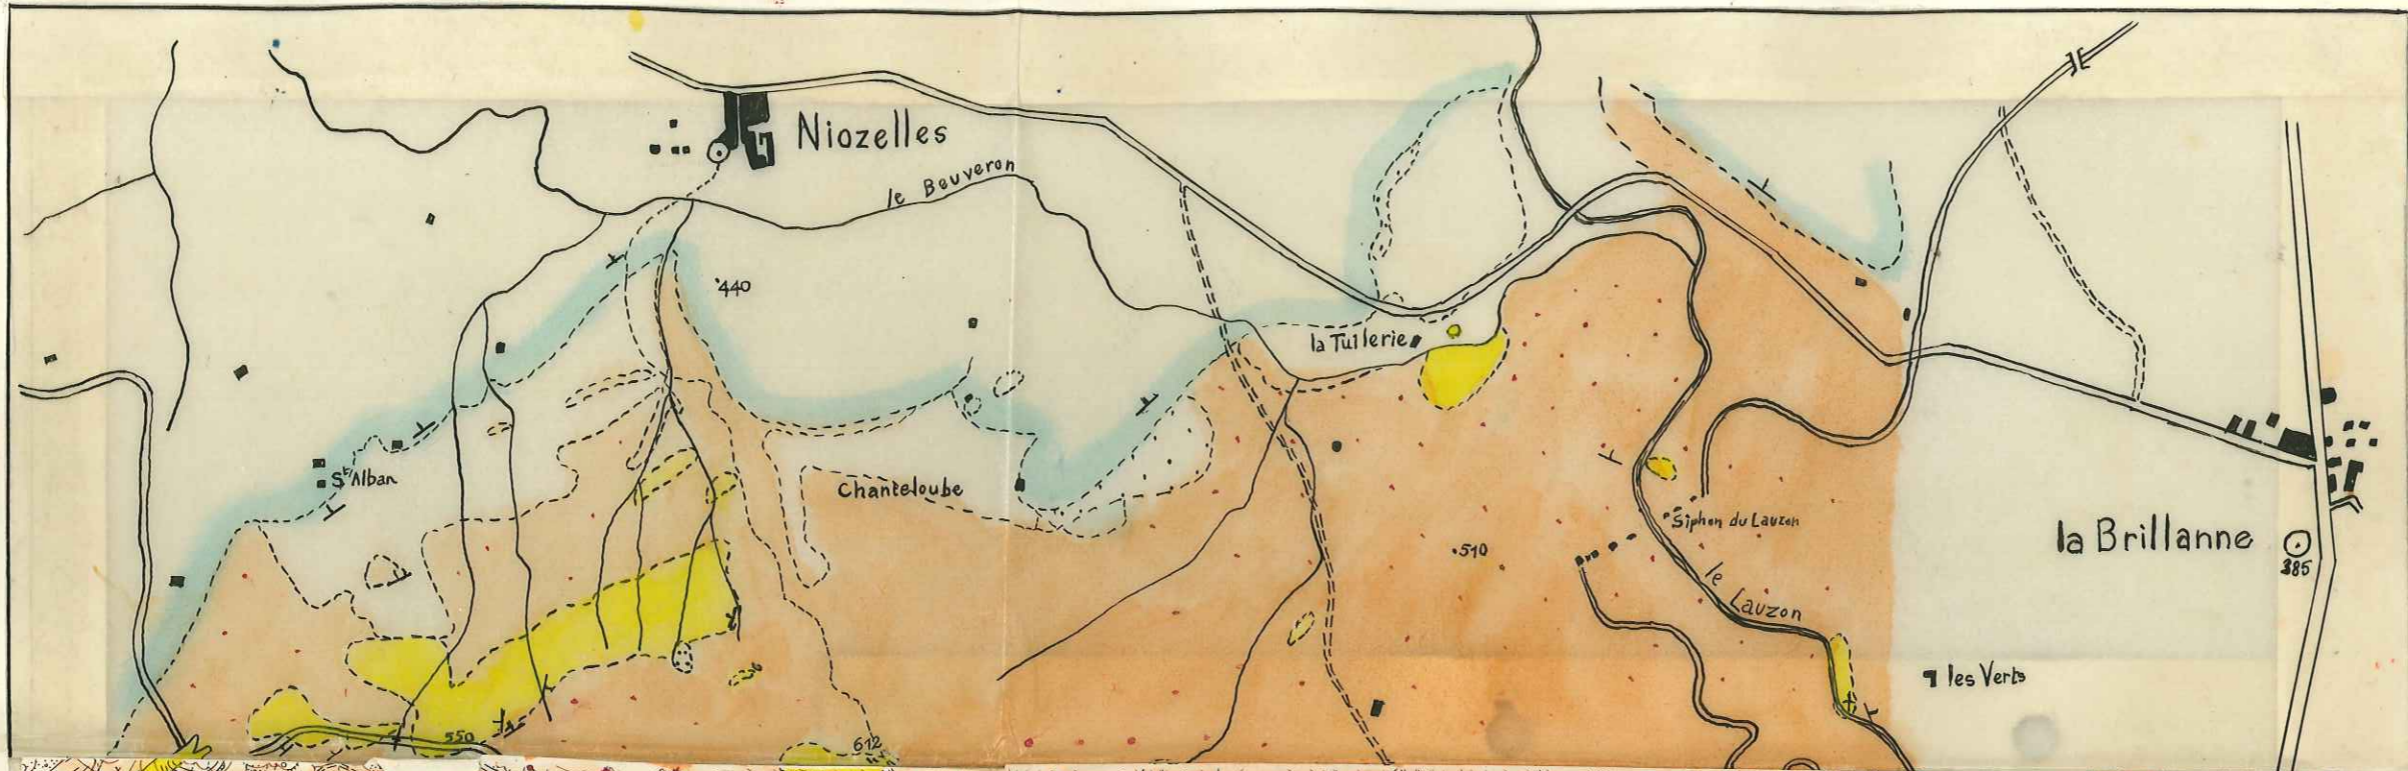 Niozelles
le Beuveron
440
la Tuilerie
St Alban
Chanteloube
Siphon du Lauzon
510
la Brillanne
385
le Lauzon
les Verts
550
612